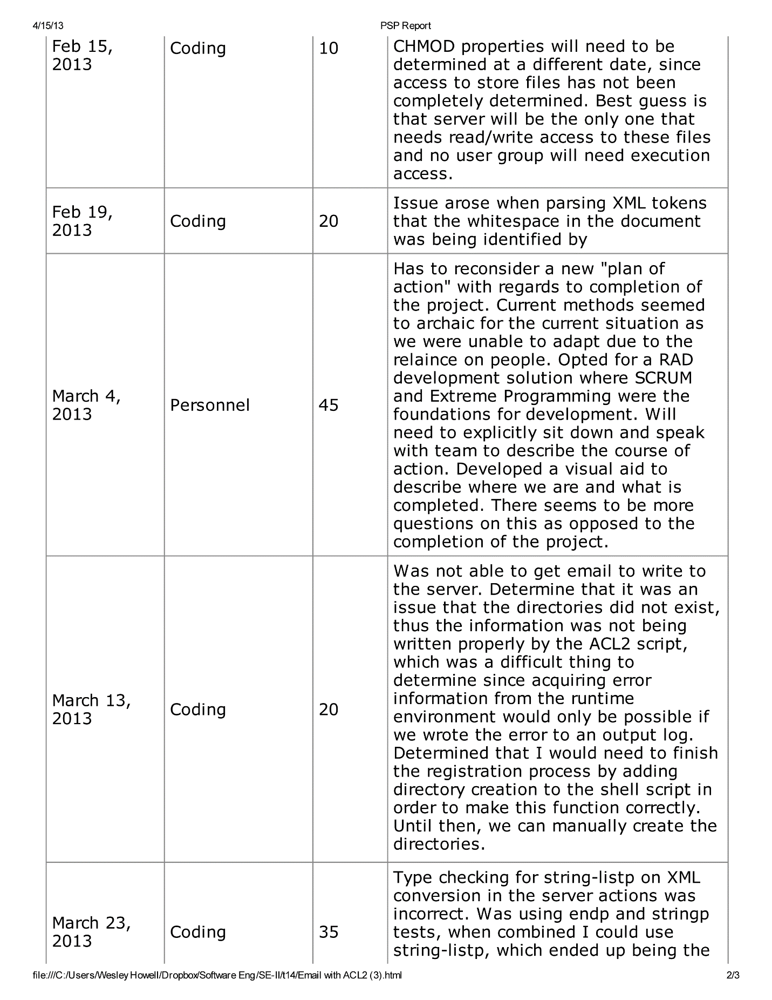 4/15/13 PSP Report
Feb 15,
2013
Coding
10
CHMOD properties will need to be
determined at a different date, since
access to store files has not been
completely determined. Best guess is
that server will be the only one that
needs read/write access to these files
and no user group will need execution
access.
Feb 19,
2013
Coding
20
Issue arose when parsing XML tokens
that the whitespace in the document
was being identified by
March 4,
2013
Personnel
45
Has to reconsider a new "plan of
action" with regards to completion of
the project. Current methods seemed
to archaic for the current situation as
we were unable to adapt due to the
relaince on people. Opted for a RAD
development solution where SCRUM
and Extreme Programming were the
foundations for development. Will
need to explicitly sit down and speak
with team to describe the course of
action. Developed a visual aid to
describe where we are and what is
completed. There seems to be more
questions on this as opposed to the
completion of the project.
March 13,
2013
Coding
20
Was not able to get email to write to
the server. Determine that it was an
issue that the directories did not exist,
thus the information was not being
written properly by the ACL2 script,
which was a difficult thing to
determine since acquiring error
information from the runtime
environment would only be possible if
we wrote the error to an output log.
Determined that I would need to finish
the registration process by adding
directory creation to the shell script in
order to make this function correctly.
Until then, we can manually create the
directories.
March 23,
2013
Coding
35
Type checking for string-listp on XML
conversion in the server actions was
incorrect. Was using endp and stringp
tests, when combined I could use
string-listp, which ended up being the
file:///C:/Users/Wesley Howell/Dropbox/Software Eng/SE-II/t14/Email with ACL2 (3).html 2/3